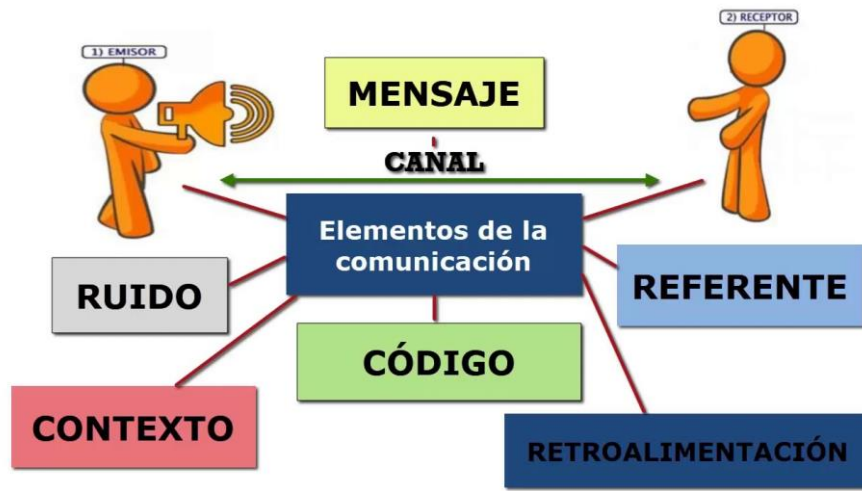 1) EMISOR
2) RECEPTOR
MENSAJE
CANAL
Elementos de la
comunicación
RUIDO
REFERENTE
CÓDIGO
CONTEXTO
RETROALIMENTACIÓN